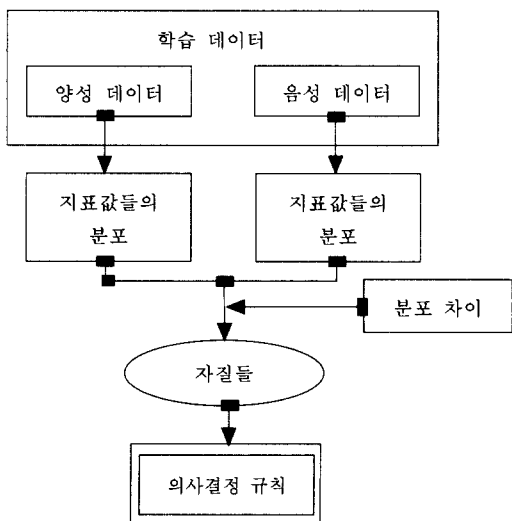 학습 데이터
양성 데이터
음성 데이터
지표값들의
분포
지표값들의
분포
분포 차이
자질들
의사결정 규칙